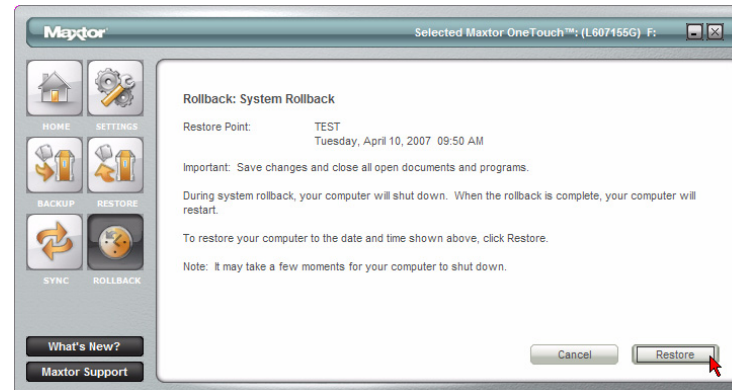 Maxtor
Selected Maxtor OneTouch™: (L607155G) F:
HOME SETTINGS
BACKUP RESTORE
SYNC ROLLBACK
What's New?
Maxtor Support
Rollback: System Rollback
Restore Point: TEST
Tuesday, April 10, 2007 09:50 AM
Important: Save changes and close all open documents and programs.
During system rollback, your computer will shut down. When the rollback is complete, your computer will
restart.
To restore your computer to the date and time shown above, click Restore.
Note: It may take a few moments for your computer to shut down.
Cancel Restore